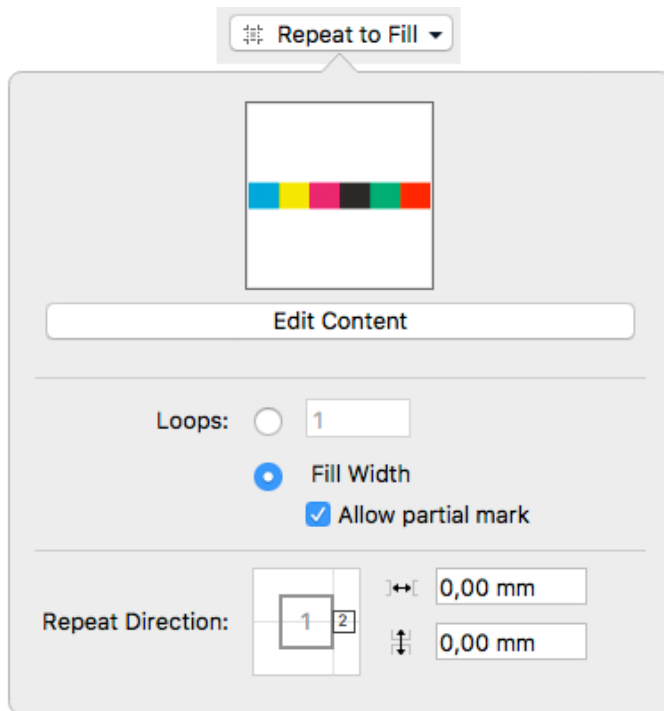 Repeat to Fill
Edit Content
Loops: 1
Fill Width
Allow partial mark
Repeat Direction: 1 2
0,00 mm
0,00 mm